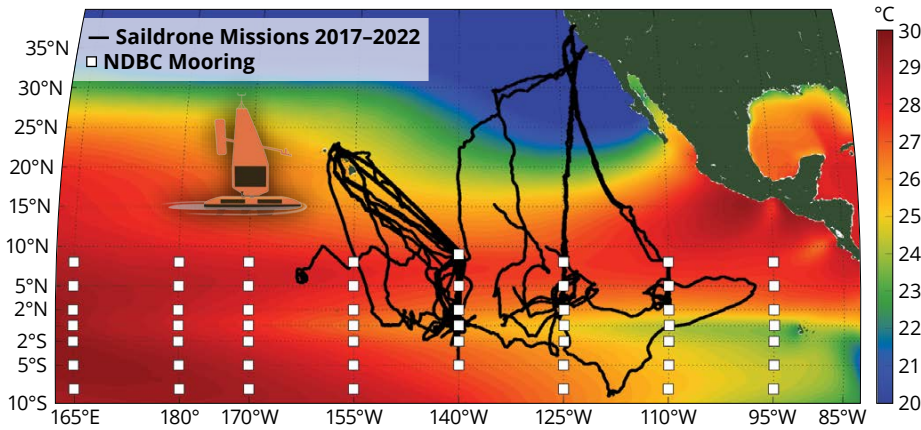 °C
— Saildrone Missions 2017–2022
□ NDBC Mooring
35°N
30°N
25°N
20°N
15°N
10°N
5°N
2°N
0°
2°S
5°S
10°S
165°E
180°
170°W
155°W
140°W
125°W
110°W
95°W
85°W
30
29
28
27
26
25
24
23
22
21
20